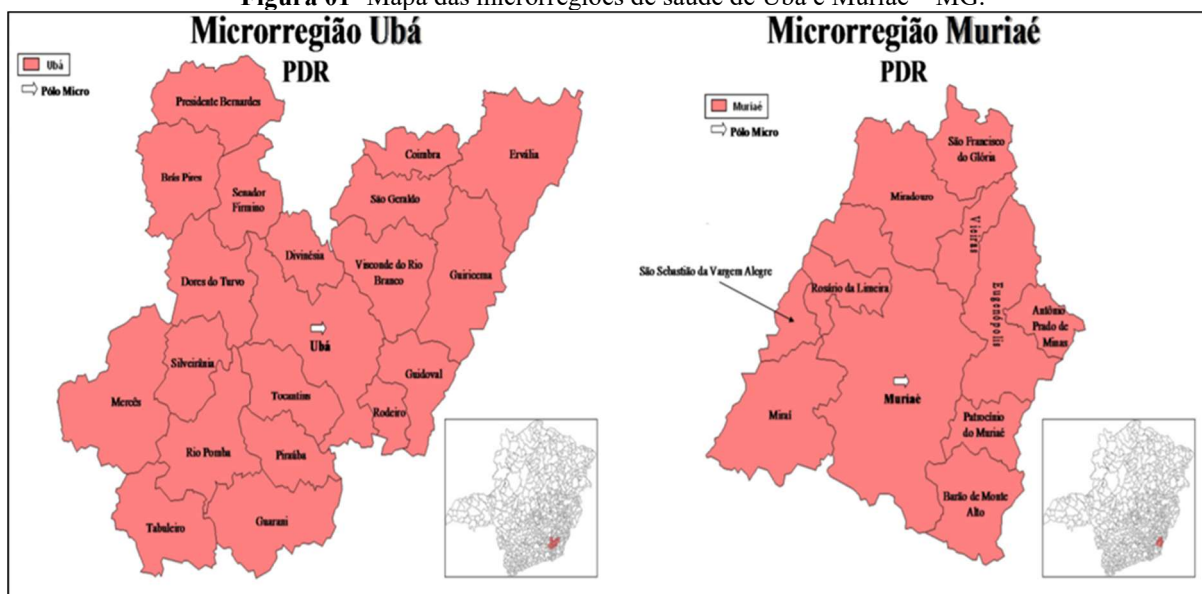 Figura 01- Mapa das microrregiões de saúde de Ubá e Muriaé – MG.
Microrregião Ubá
PDR
Ubá
Pólo Micro
Presidente Bernardes
Coimbra
Ervália
Brás Pires
Senador
Firmino
São Geraldo
Divinésia
Visconde do Rio
Branco
Guiricema
Dores do Turvo
Ubá
Silveirânia
Guidoval
Mercês
Tocantins
Rodeiro
Rio Pomba
Piraúba
Tabuleiro
Guarani
Microrregião Muriaé
PDR
Muriaé
Pólo Micro
São Francisco
do Glória
Miradouro
Vieiras
São Sebastião da Vargem Alegre
Rosário da Limeira
Eugenópolis
Antônio
Prado de
Minas
Muriaé
Miraí
Patrocínio
do Muriaé
Barão de Monte
Alto